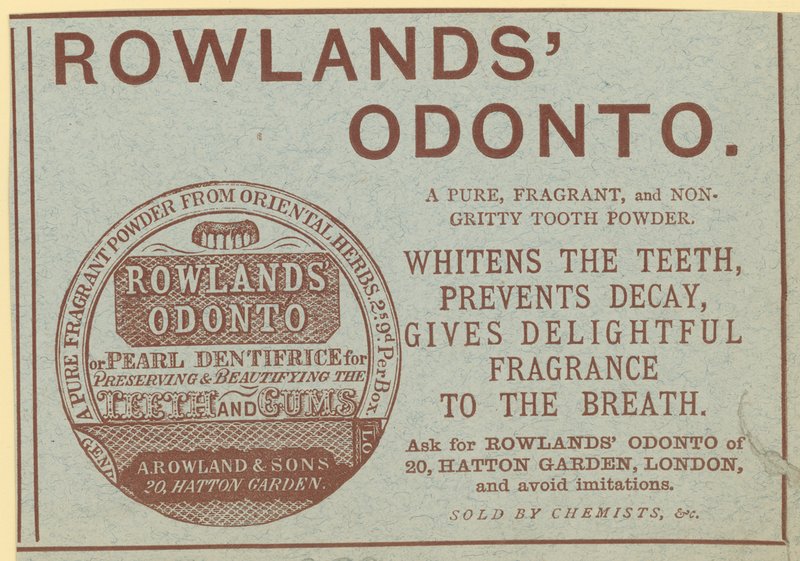 ROWLANDS'
ODONTO.
A PURE, FRAGRANT, and NON-
GRITTY TOOTH POWDER.
WHITENS THE TEETH,
PREVENTS DECAY,
GIVES DELIGHTFUL
FRAGRANCE
TO THE BREATH.
Ask for ROWLANDS' ODONTO of
20, HATTON GARDEN, LONDON,
and avoid imitations.
SOLD BY CHEMISTS, &c.
A PURE FRAGRANT POWDER FROM ORIENTAL HERBS. 2s 9d Per Box
ROWLANDS'
ODONTO
or PEARL DENTIFRICE for
PRESERVING & BEAUTIFYING THE
TEETH AND GUMS
GEND
LO
A. ROWLAND & SONS
20, HATTON GARDEN.